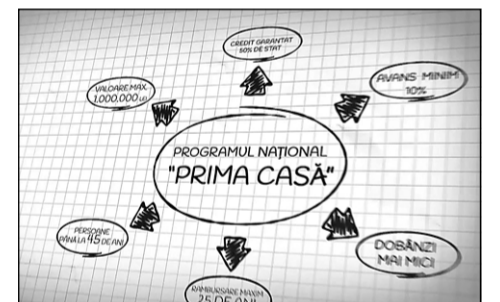 CREDIT GARANTAT
50% DE STAT
VALOARE MAX.
1.000.000 LEI
AVANS MINIM
10%
PROGRAMUL NAȚIONAL
"PRIMA CASĂ"
PERSOANE
PÂNĂ LA 45 DE ANI
DOBÂNZI
MAI MICI
RAMBURSARE MAXIM
25 DE ANI